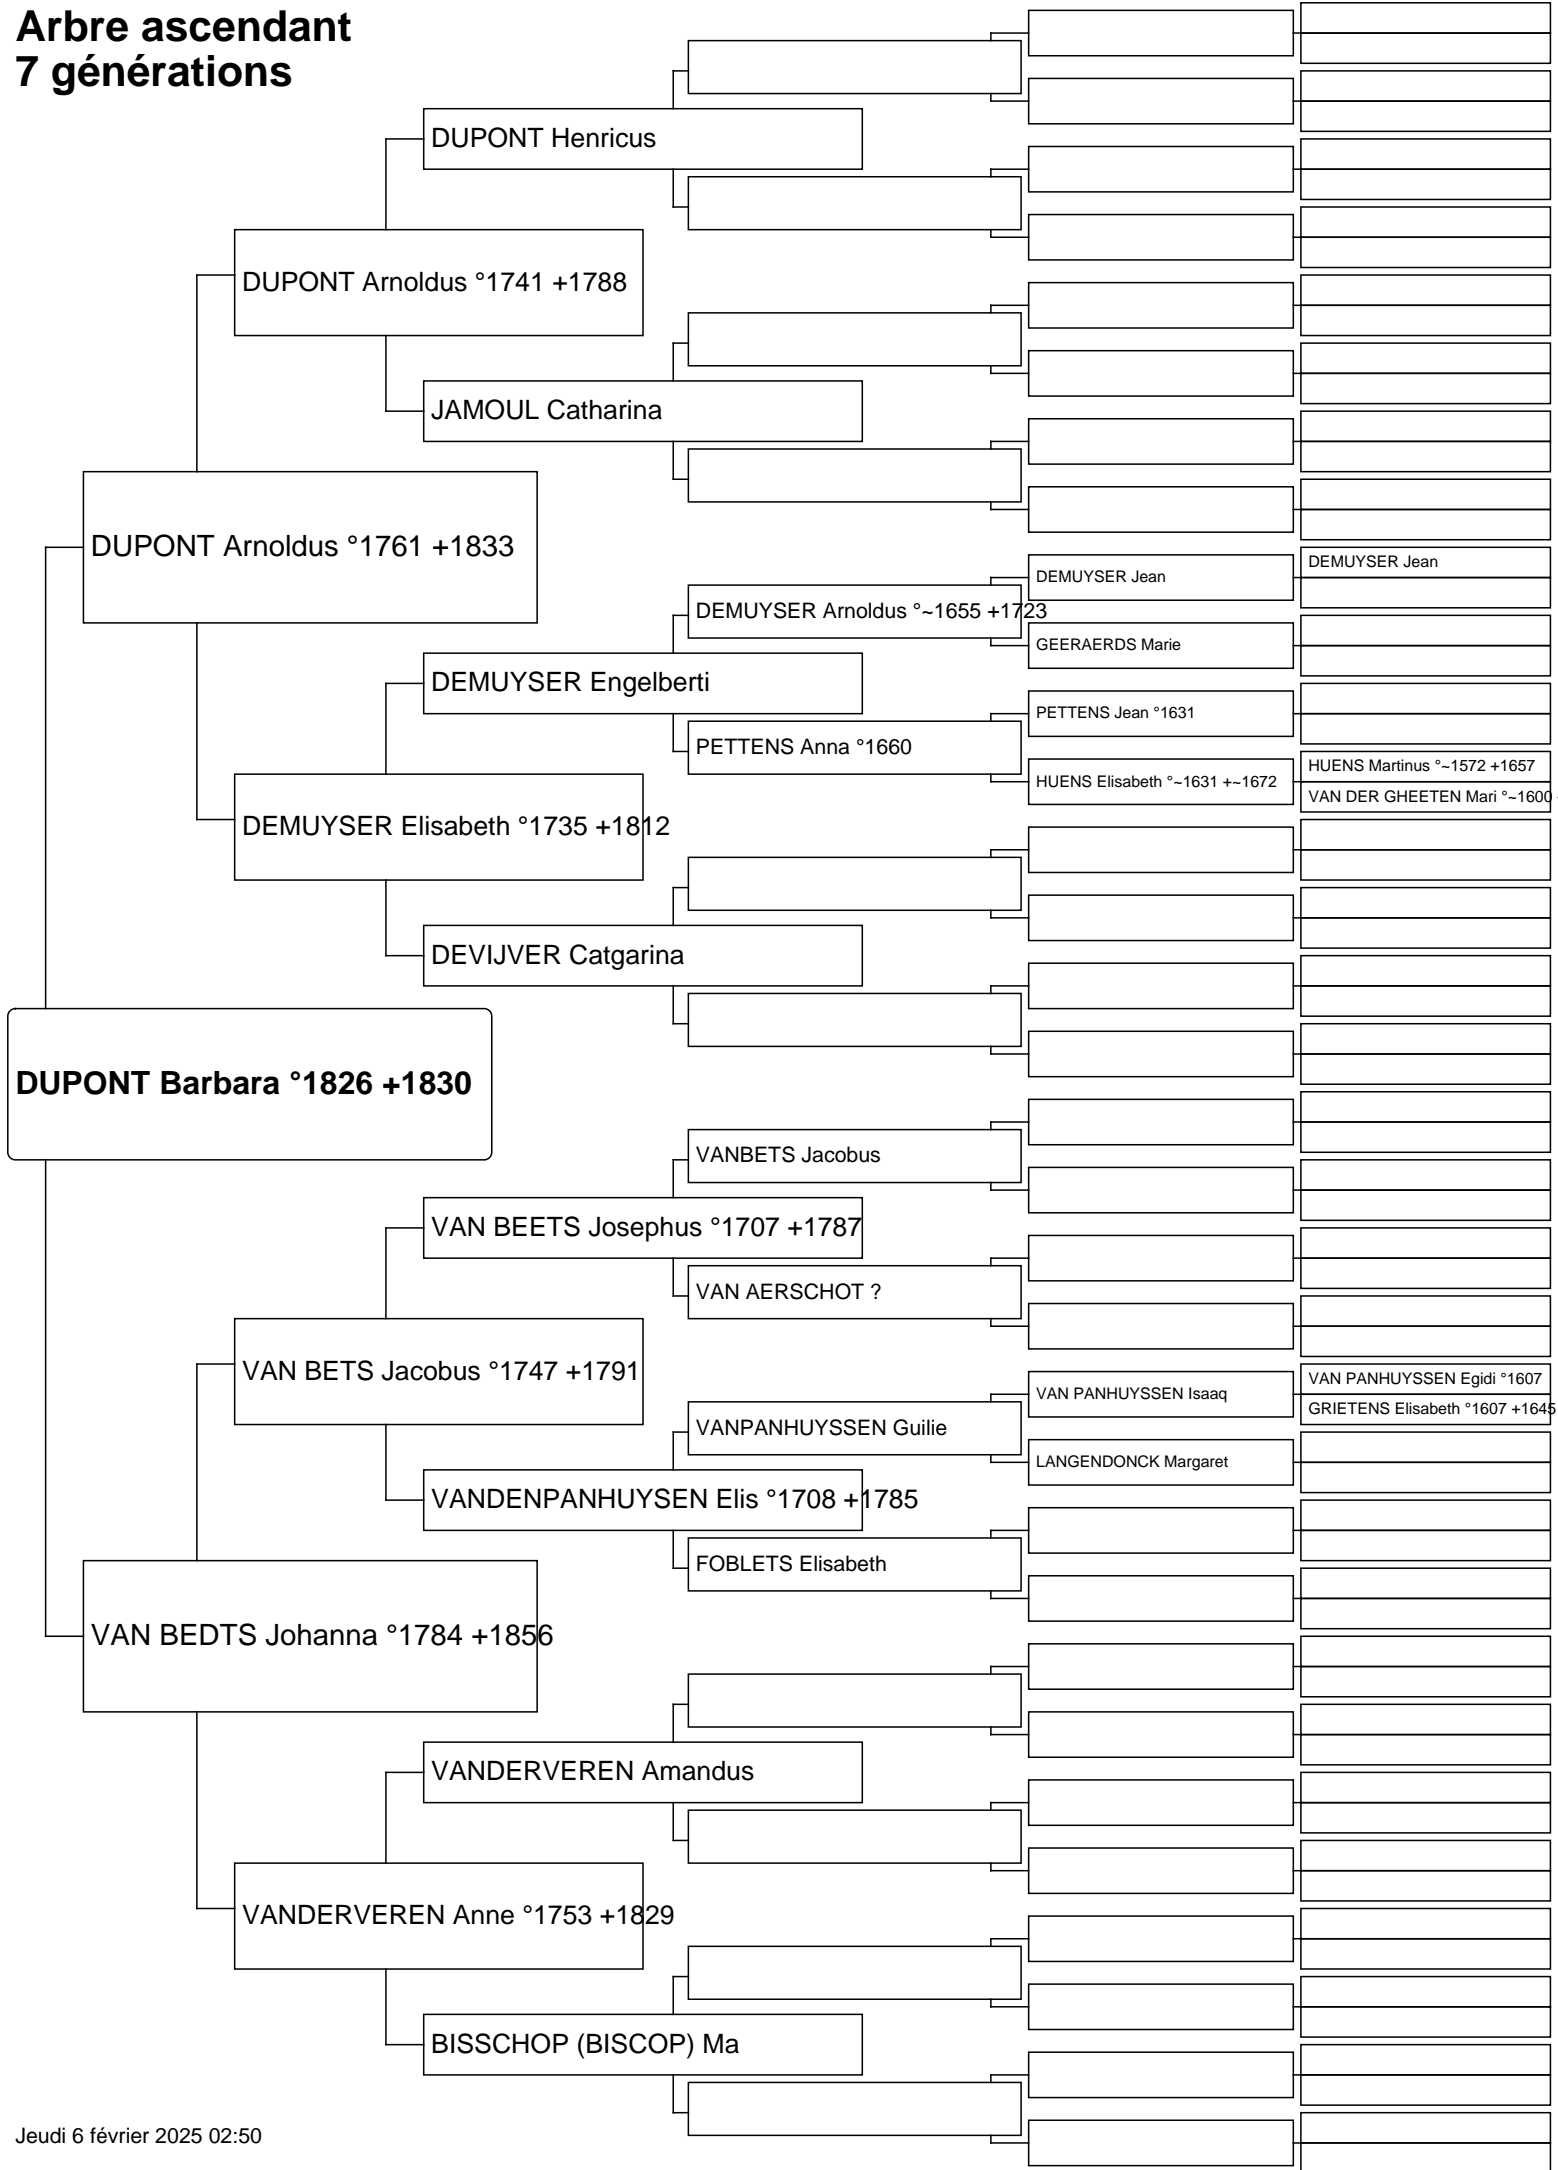 Arbre ascendant
7 générations
DUPONT Henricus
DUPONT Arnoldus °1741 +1788
JAMOUL Catharina
DUPONT Arnoldus °1761 +1833
DEMUYSER Jean
DEMUYSER Jean
DEMUYSER Arnoldus °~1655 +1723
GEERAERDS Marie
DEMUYSER Engelberti
PETTENS Jean °1631
PETTENS Anna °1660
HUENS Martinus °~1572 +1657
HUENS Elisabeth °~1631 +~1672
VAN DER GHEETEN Mari °~1600
DEMUYSER Elisabeth °1735 +1812
DEVIJVER Catgarina
DUPONT Barbara °1826 +1830
VANBETS Jacobus
VAN BEETS Josephus °1707 +1787
VAN AERSCHOT ?
VAN BETS Jacobus °1747 +1791
VAN PANHUYSSEN Egidi °1607
VAN PANHUYSSEN Isaaq
GRIETENS Elisabeth °1607 +1645
VANPANHUYSSEN Guilie
LANGENDONCK Margaret
VANDENPANHUYSEN Elis °1708 +1785
FOBLETS Elisabeth
VAN BEDTS Johanna °1784 +1856
VANDERVEREN Amandus
VANDERVEREN Anne °1753 +1829
BISSCHOP (BISCOP) Ma
Jeudi 6 février 2025 02:50